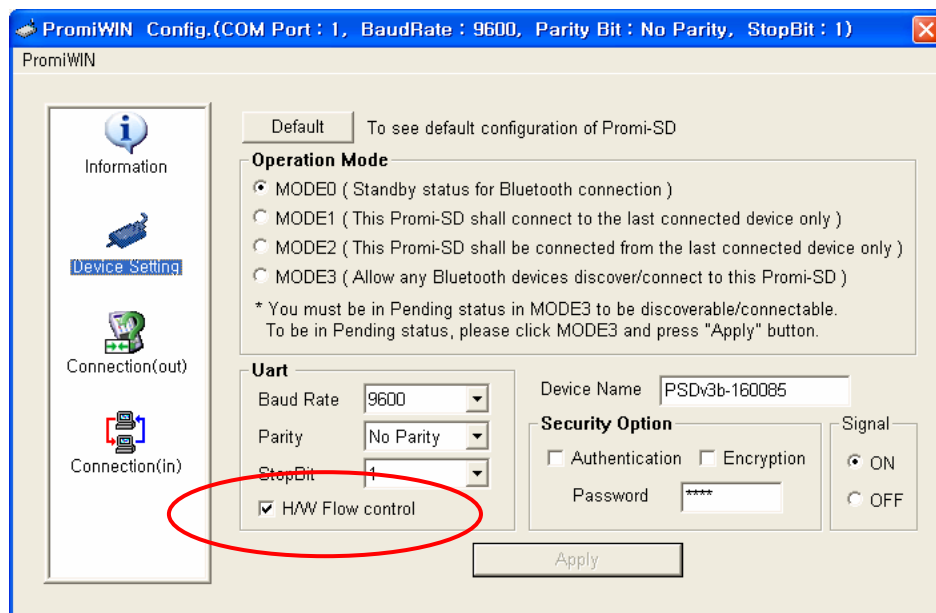 PromiWIN Config.(COM Port : 1, BaudRate : 9600, Parity Bit : No Parity, StopBit : 1)
PromiWIN
Information
Device Setting
Connection(out)
Connection(in)
Default To see default configuration of Promi-SD
Operation Mode
MODE0 ( Standby status for Bluetooth connection )
MODE1 ( This Promi-SD shall connect to the last connected device only )
MODE2 ( This Promi-SD shall be connected from the last connected device only )
MODE3 ( Allow any Bluetooth devices discover/connect to this Promi-SD )
* You must be in Pending status in MODE3 to be discoverable/connectable.
To be in Pending status, please click MODE3 and press "Apply" button.
Uart
Baud Rate 9600
Parity No Parity
StopBit 1
H/W Flow control
Device Name PSDv3b-160085
Security Option
Authentication Encryption
Password ****
Signal
ON
OFF
Apply